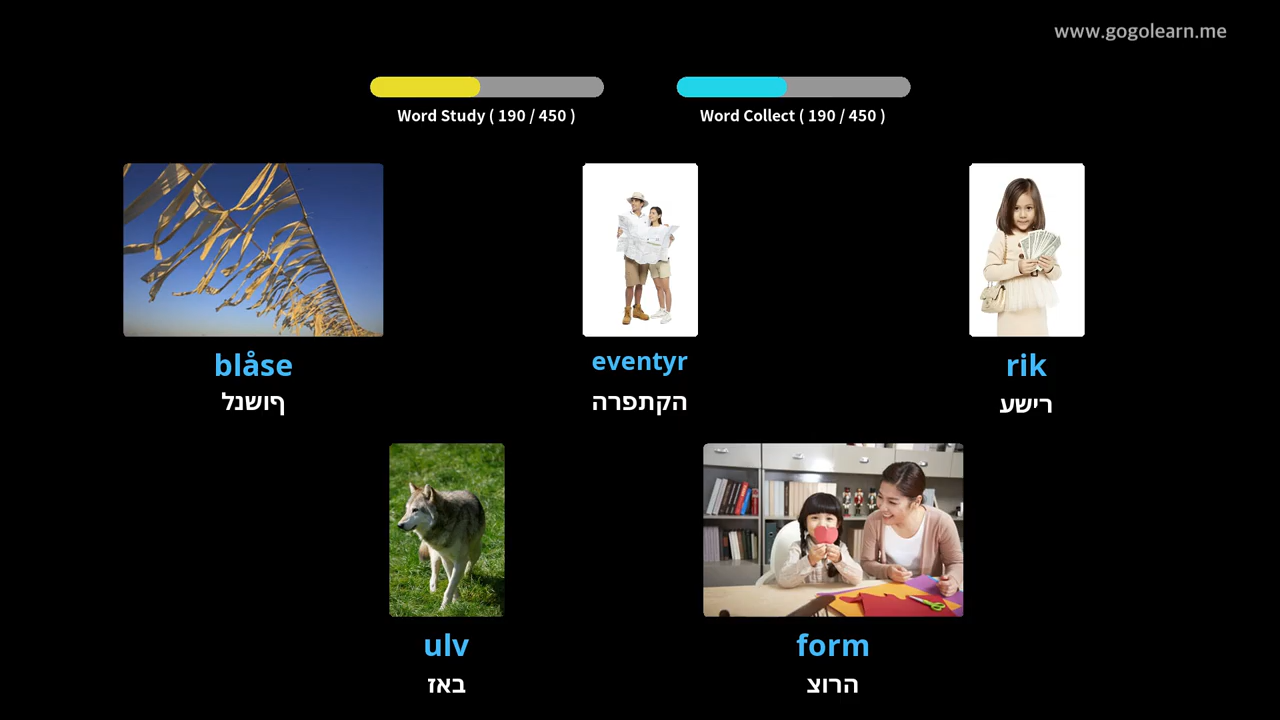 www.gogolearn.me
Word Study ( 190 / 450 )
Word Collect ( 190 / 450 )
blåse
ףושנל
eventyr
הקתפרה
rik
רישע
ulv
באז
form
הרוצ